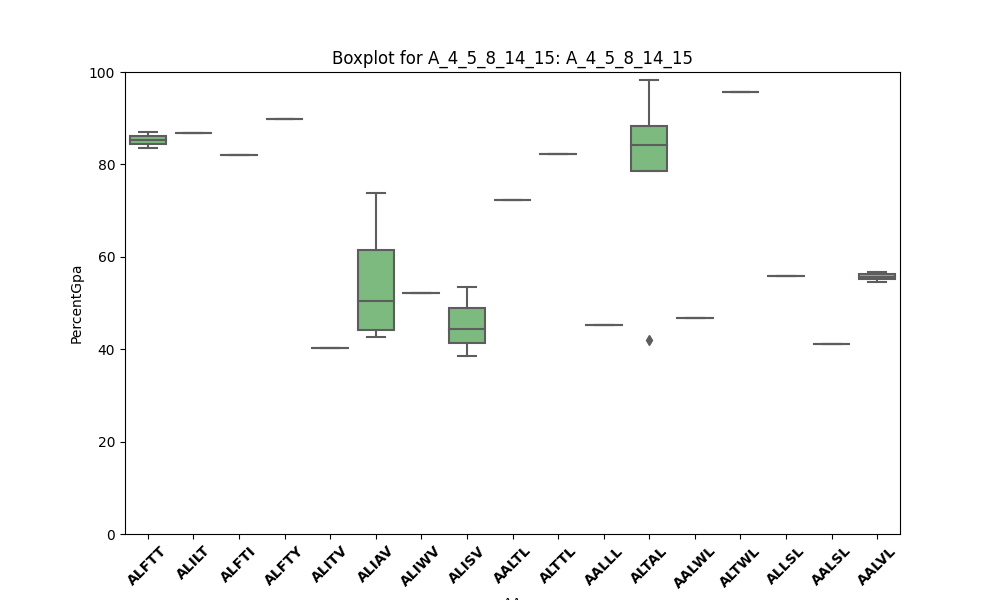 Boxplot for A_4_5_8_14_15: A_4_5_8_14_15
PercentGpa
100
80
60
40
20
0
ALFTT
ALILT
ALFTI
ALFTY
ALITV
ALIAV
ALIWV
ALISV
AALTL
ALTTL
AALLL
ALTAL
AALWL
ALTWL
ALLSL
AALSL
AALVL